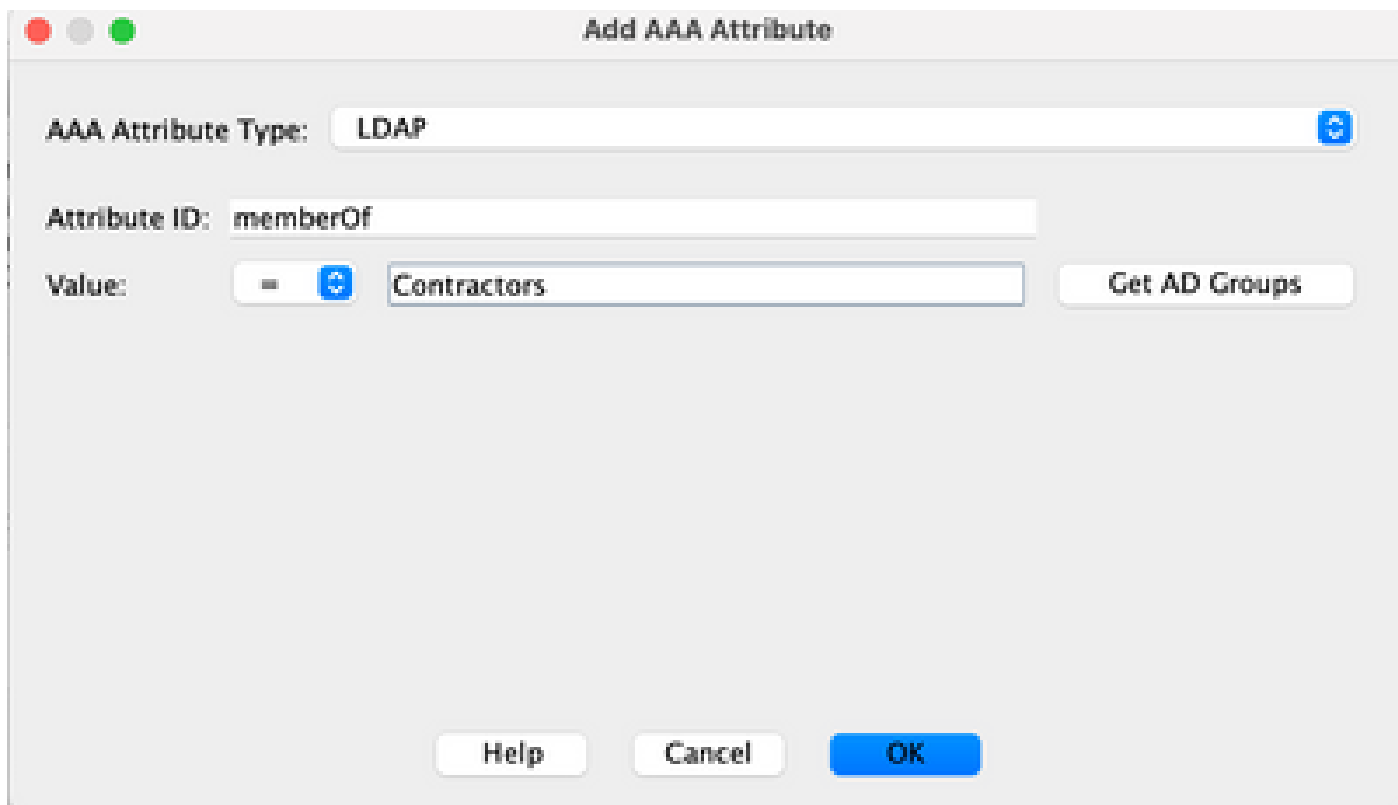 Add AAA Attribute
AAA Attribute Type: LDAP
Attribute ID: memberOf
Value: = Contractors Get AD Groups
Help Cancel OK